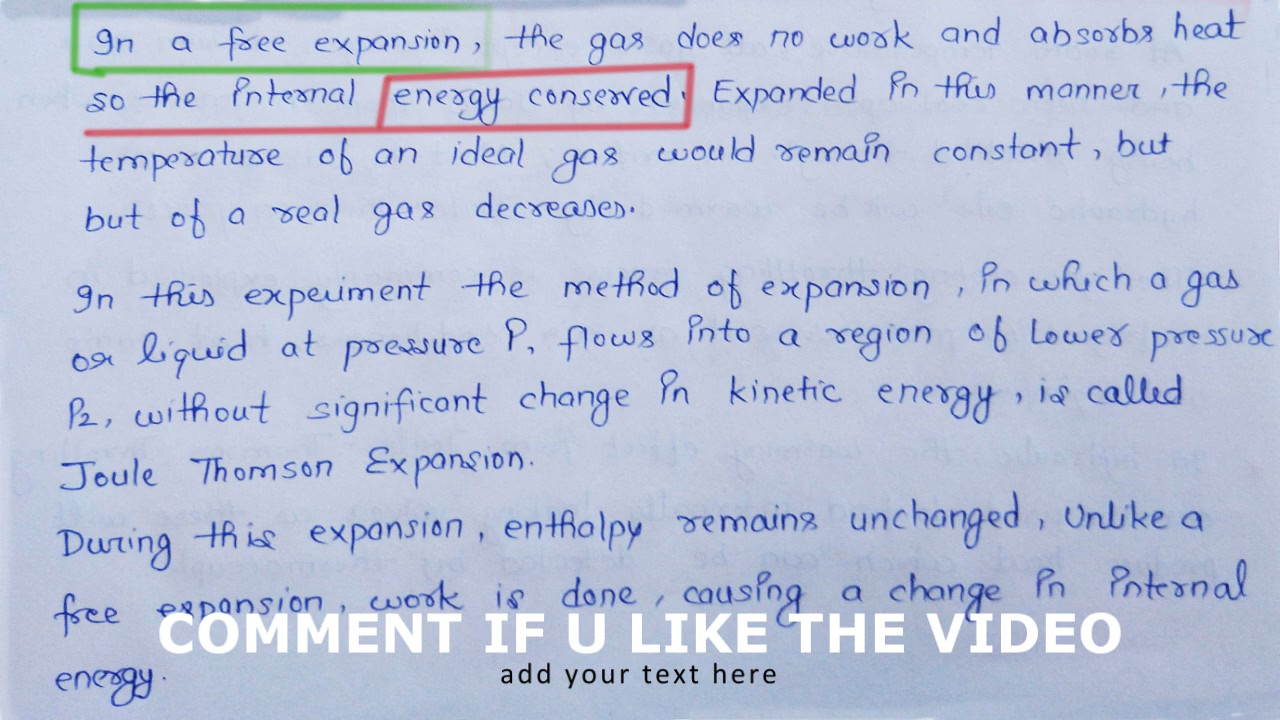 In a free expansion, the gas does no work and absorbs heat
so the internal energy conserved. Expanded in this manner, the
temperature of an ideal gas would remain constant, but
but of a real gas decreases.
In this experiment the method of expansion, in which a gas
or liquid at pressure P, flows into a region of lower pressure
P2, without significant change in kinetic energy, is called
Joule Thomson Expansion.
During this expansion, enthalpy remains unchanged, Unlike a
free expansion, work is done, causing a change in internal
COMMENT IF U LIKE THE VIDEO
add your text here
energy.